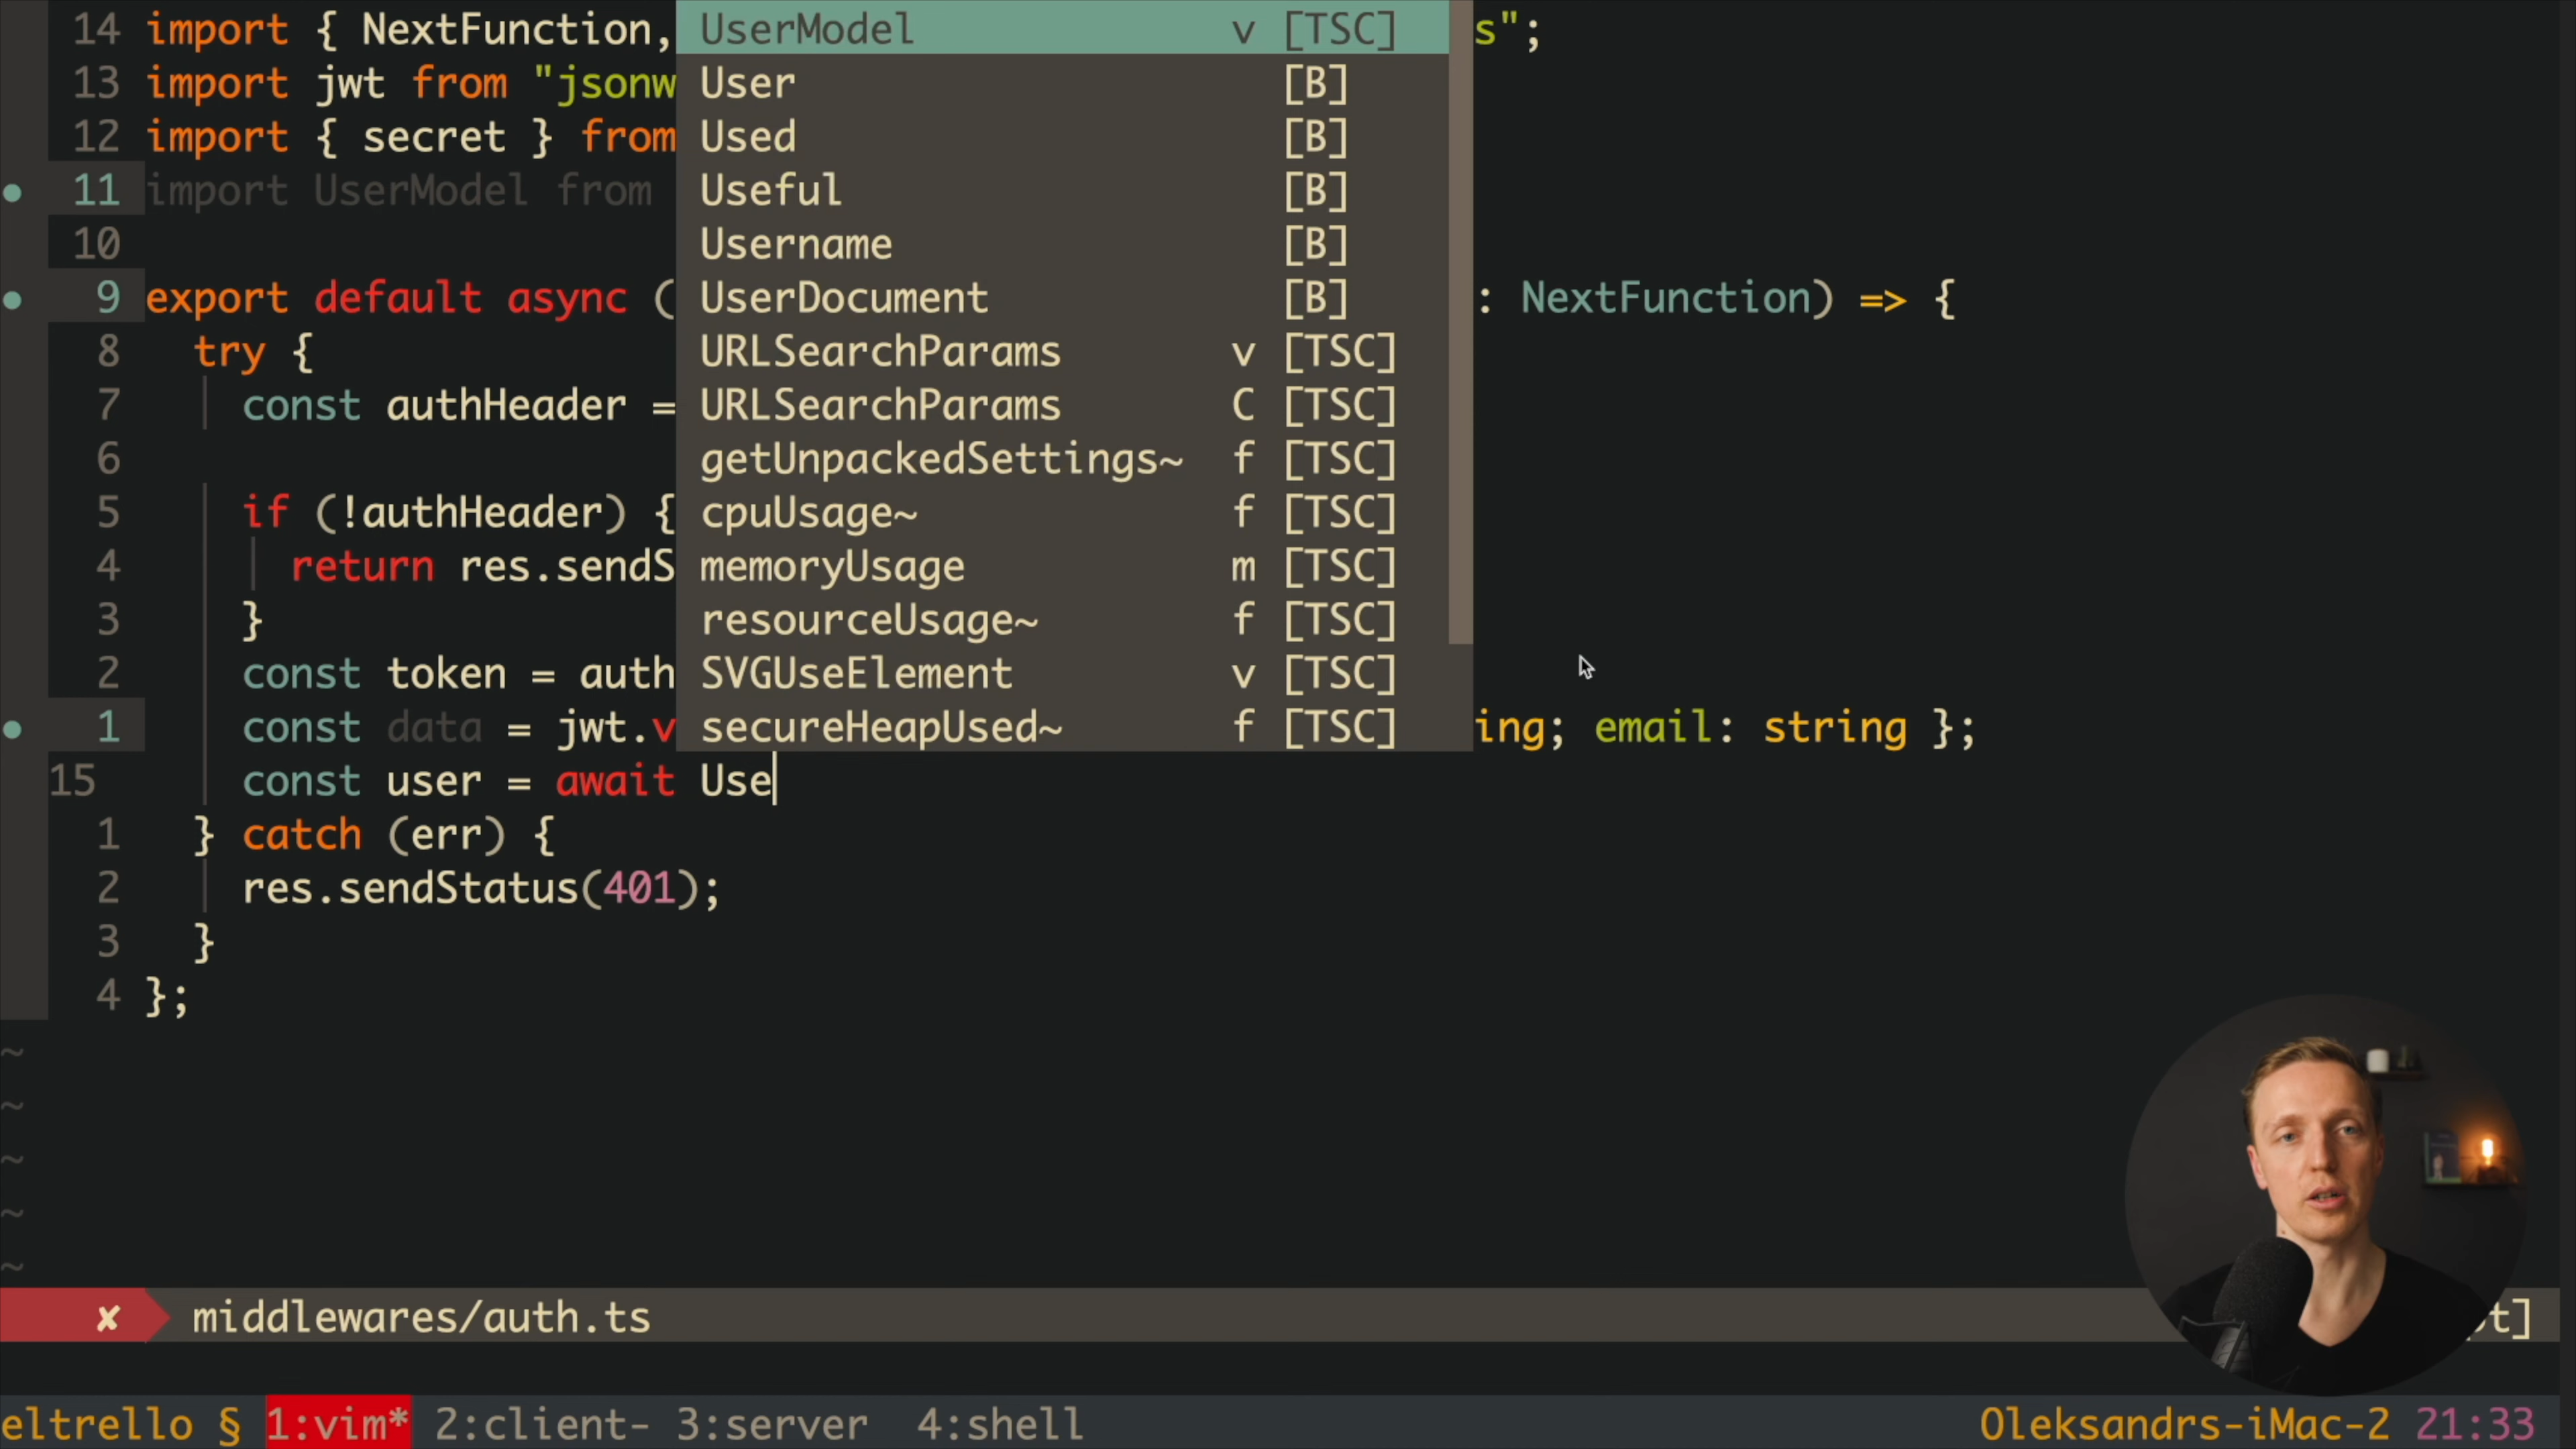 14 import { NextFunction, UserModel v [TSC] s";
13 import jwt from "jsonw User [B]
12 import { secret } from Used [B]
11 import UserModel from Useful [B]
10 Username [B]
9 export default async ( UserDocument [B] : NextFunction) => {
8 try { URLSearchParams v [TSC]
7 const authHeader = URLSearchParams C [TSC]
6 getUnpackedSettings~ f [TSC]
5 if (!authHeader) { cpuUsage~ f [TSC]
4 return res.sendS memoryUsage m [TSC]
3 } resourceUsage~ f [TSC]
2 const token = auth SVGUseElement v [TSC]
1 const data = jwt.v secureHeapUsed~ f [TSC] ing; email: string };
15 const user = await Use
1 } catch (err) {
2 res.sendStatus(401);
3 }
4 };
~
~
~
~
~
✘ middlewares/auth.ts pt]
eltrello § 1:vim* 2:client- 3:server 4:shell Oleksandrs-iMac-2 21:33